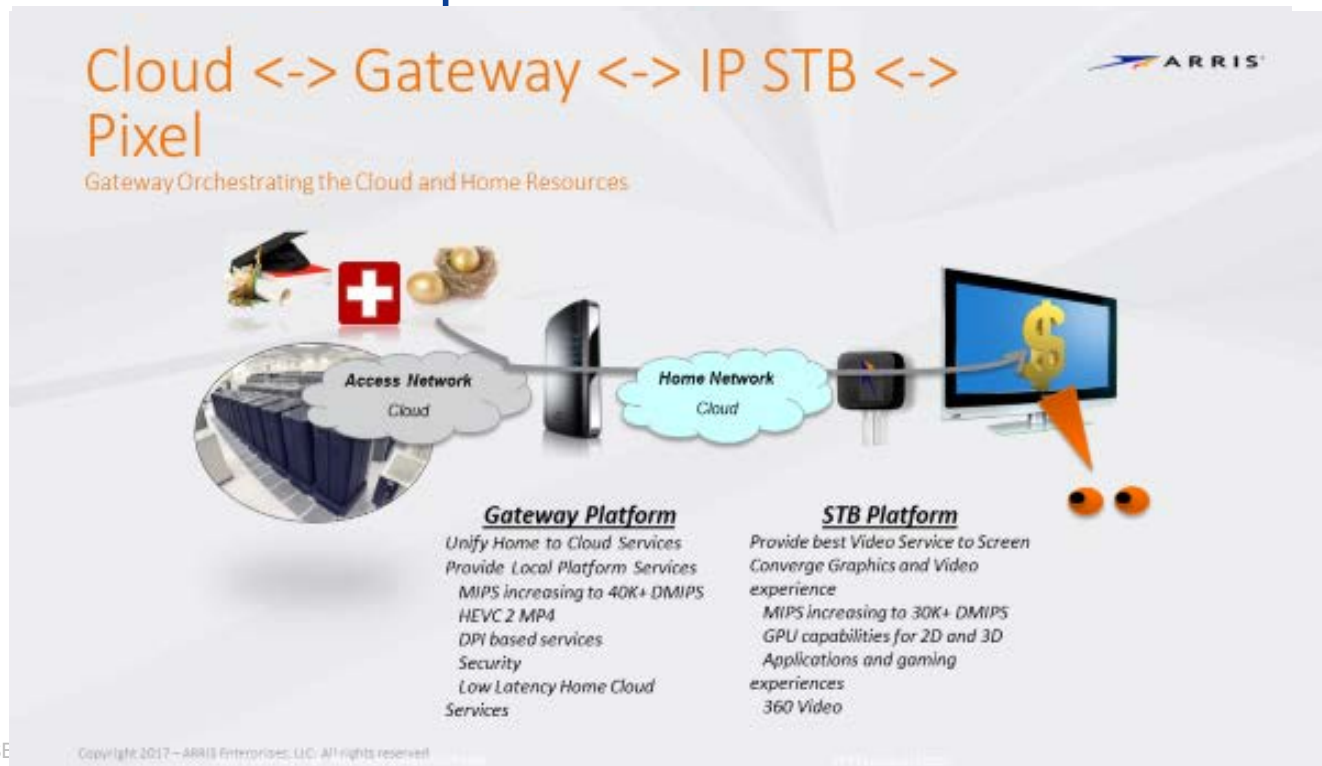 Cloud <-> Gateway <-> IP STB <->
Pixel
ARRIS
Gateway Orchestrating the Cloud and Home Resources
$
Access Network
Cloud
Home Network
Cloud
Gateway Platform
Unify Home to Cloud Services
Provide Local Platform Services
MIPS increasing to 40K+ DMIPS
HEVC 2 MP4
DPI based services
Security
Low Latency Home Cloud
Services
STB Platform
Provide best Video Service to Screen
Converge Graphics and Video
experience
MIPS increasing to 30K+ DMIPS
GPU capabilities for 2D and 3D
Applications and gaming
experiences
360 Video
Copyright 2017 – ARRIS Enterprises, LLC. All rights reserved